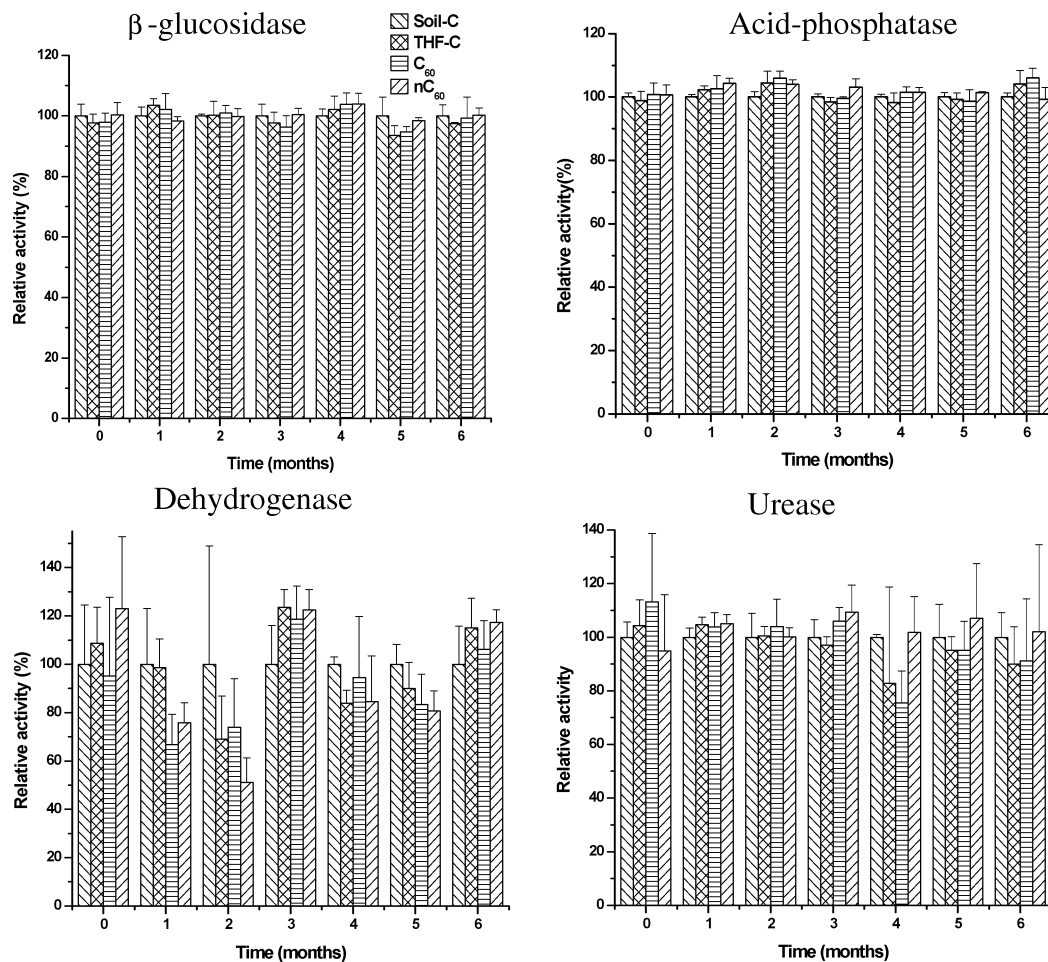 β-glucosidase
Soil-C
THF-C
C60
nC60
Relative activity (%)
120
100
80
60
40
20
0
0 1 2 3 4 5 6
Time (months)
Acid-phosphatase
Relative activity(%)
120
100
80
60
40
20
0
0 1 2 3 4 5 6
Time (months)
Dehydrogenase
Relative activity (%)
140
120
100
80
60
40
20
0
0 1 2 3 4 5 6
Time (months)
Urease
Relative activity
140
120
100
80
60
40
20
0
0 1 2 3 4 5 6
Time (months)